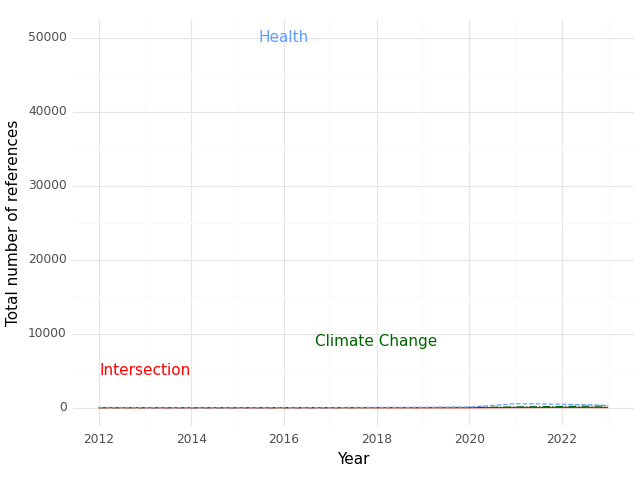 50000
Health
40000
30000
20000
10000
Climate Change
Intersection
0
2012 2014 2016 2018 2020 2022
Year
Total number of references